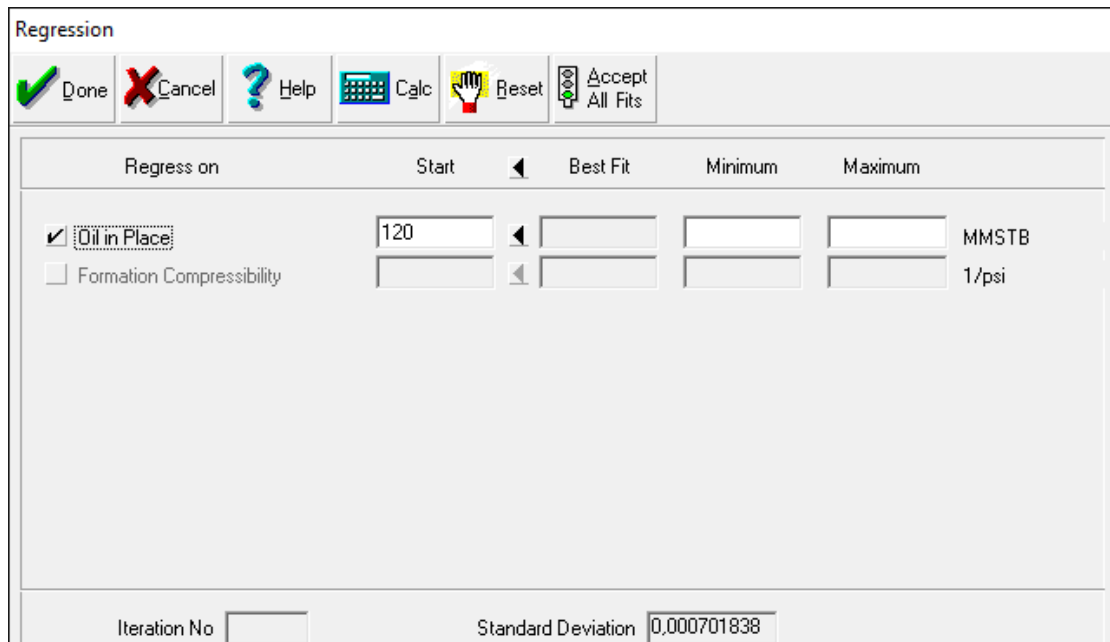 Regression
Done Cancel Help Calc Reset Accept All Fits
Regress on Start Best Fit Minimum Maximum
Oil in Place 120 MMSTB
Formation Compressibility 1/psi
Iteration No Standard Deviation 0,000701838